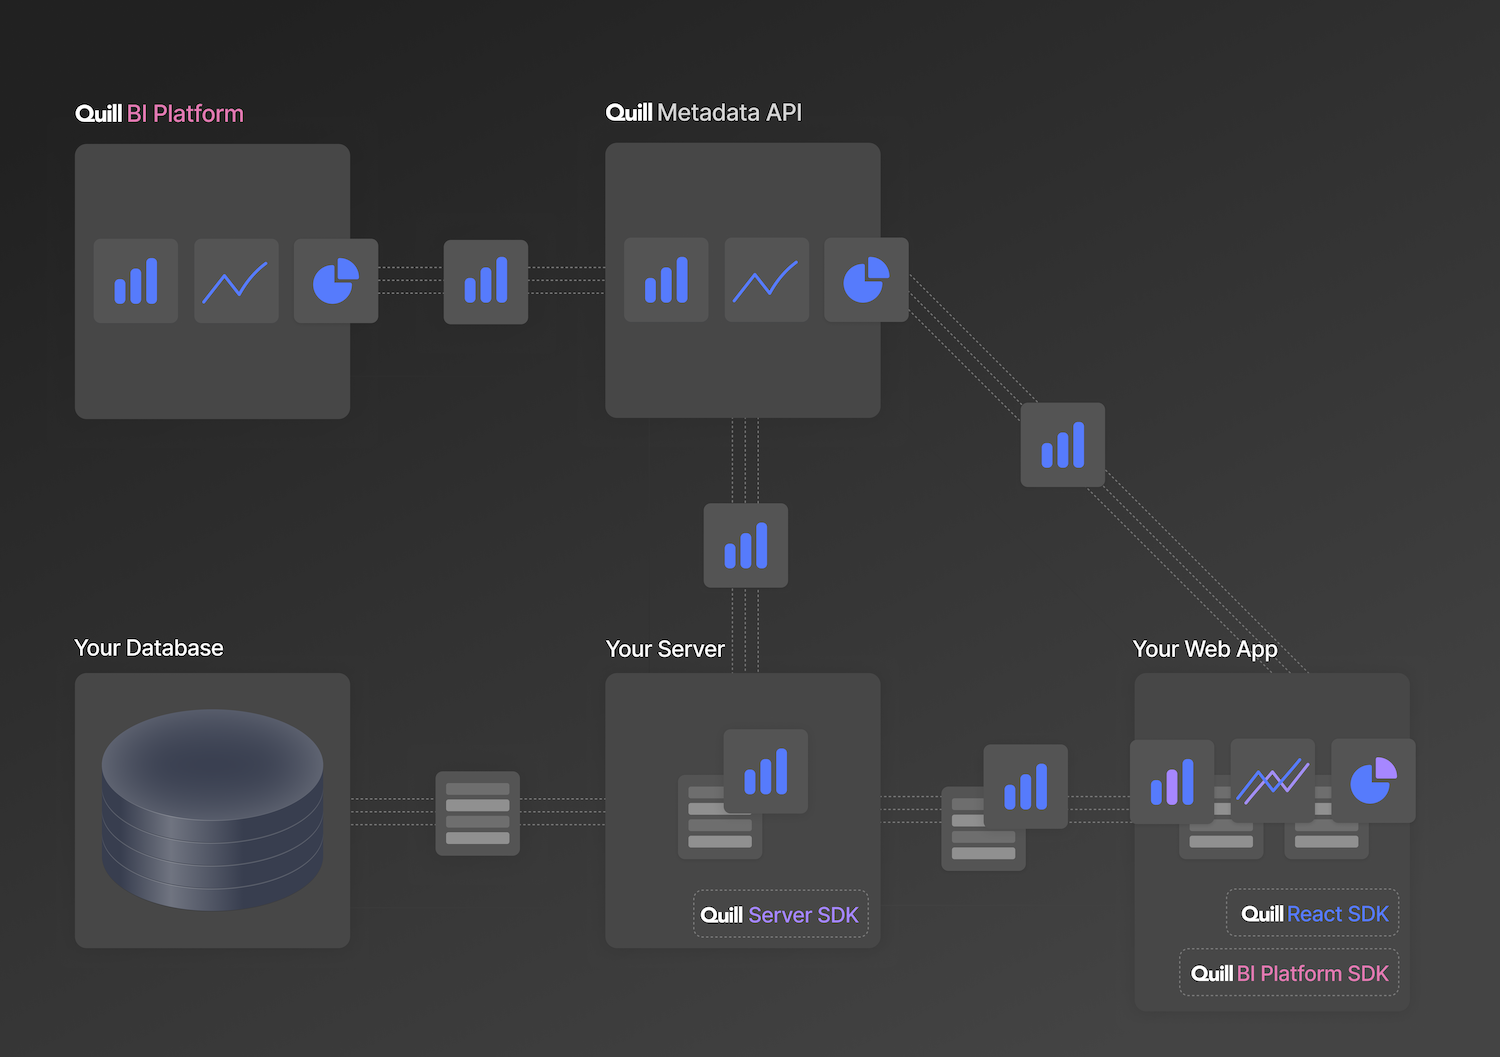 Quill BI Platform
Quill Metadata API
Your Database
Your Server
Your Web App
Quill Server SDK
Quill React SDK
Quill BI Platform SDK